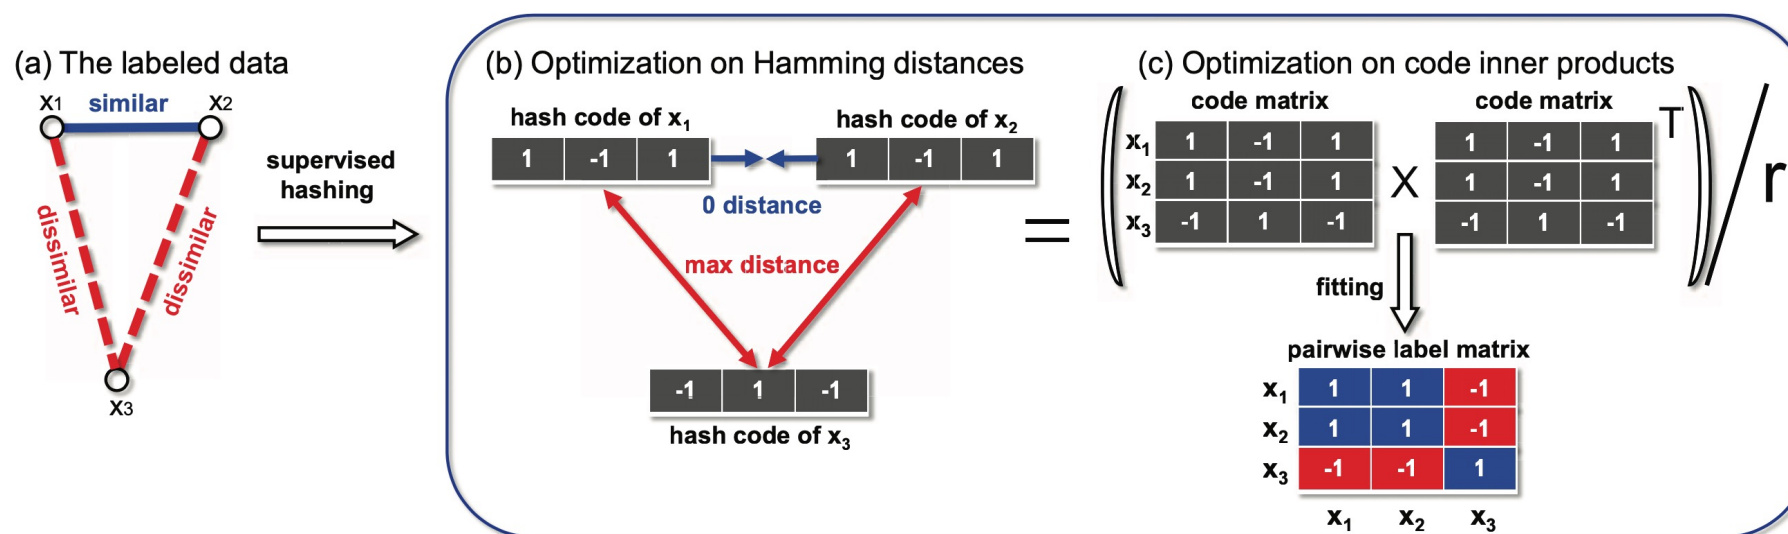 (a) The labeled data
x1 similar x2
dissimilar
dissimilar
x3
supervised
hashing
(b) Optimization on Hamming distances
hash code of x1
1 -1 1
hash code of x2
1 -1 1
0 distance
max distance
-1 1 -1
hash code of x3
=
(c) Optimization on code inner products
code matrix code matrix
x1 1 -1 1
x2 1 -1 1
x3 -1 1 -1
X
1 -1 1
1 -1 1
-1 1 -1
T
/ r
fitting
pairwise label matrix
x1 1 1 -1
x2 1 1 -1
x3 -1 -1 1
x1 x2 x3